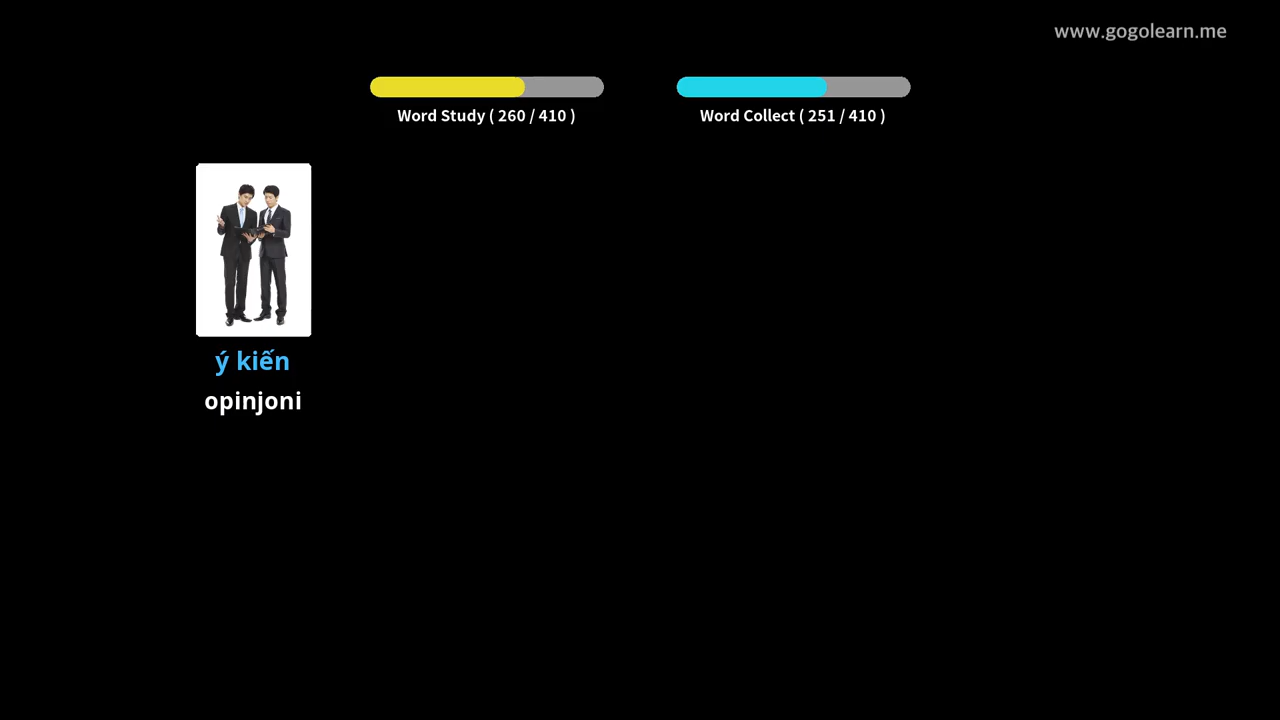 www.gogolearn.me
Word Study ( 260 / 410 )
Word Collect ( 251 / 410 )
ý kiến
opinjoni